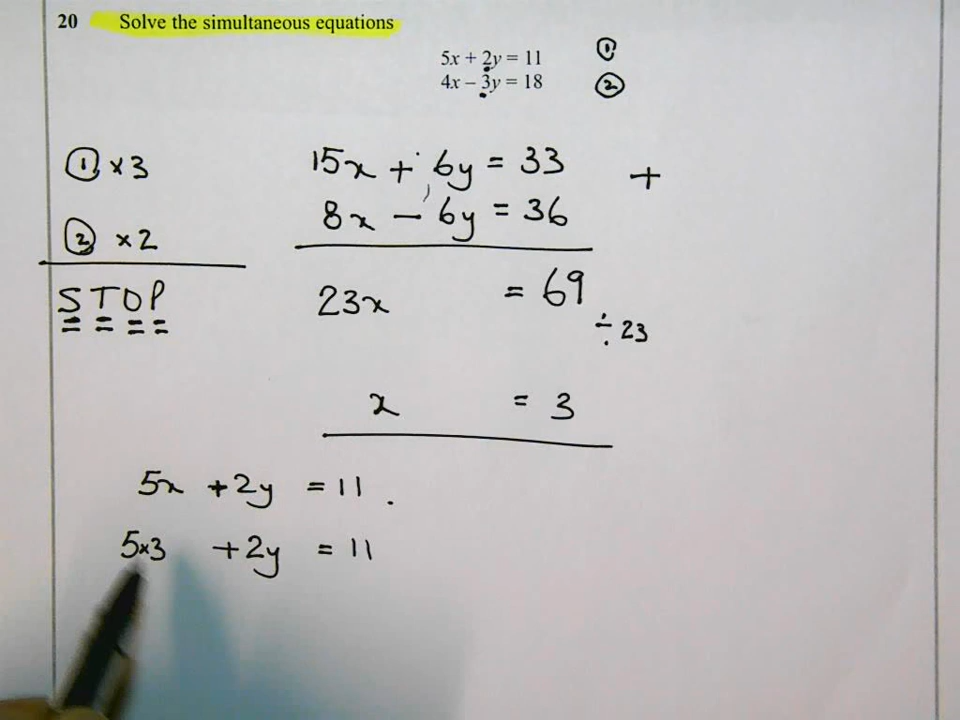 20 Solve the simultaneous equations
5x + 2y = 11 ①
4x – 3y = 18 ②
① ×3 15x + 6y = 33 +
② ×2 8x – 6y = 36
STOP 23x = 69
÷ 23
x = 3
5x + 2y = 11 .
5×3 + 2y = 11